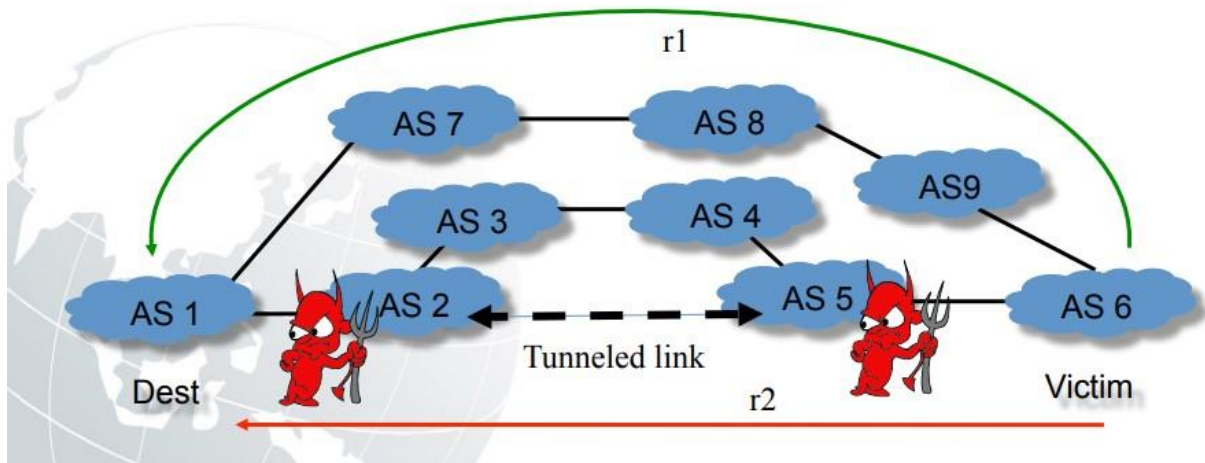 r1
AS 7
AS 8
AS9
AS 3
AS 4
AS 1
AS 2
AS 5
AS 6
Tunneled link
Dest
Victim
r2